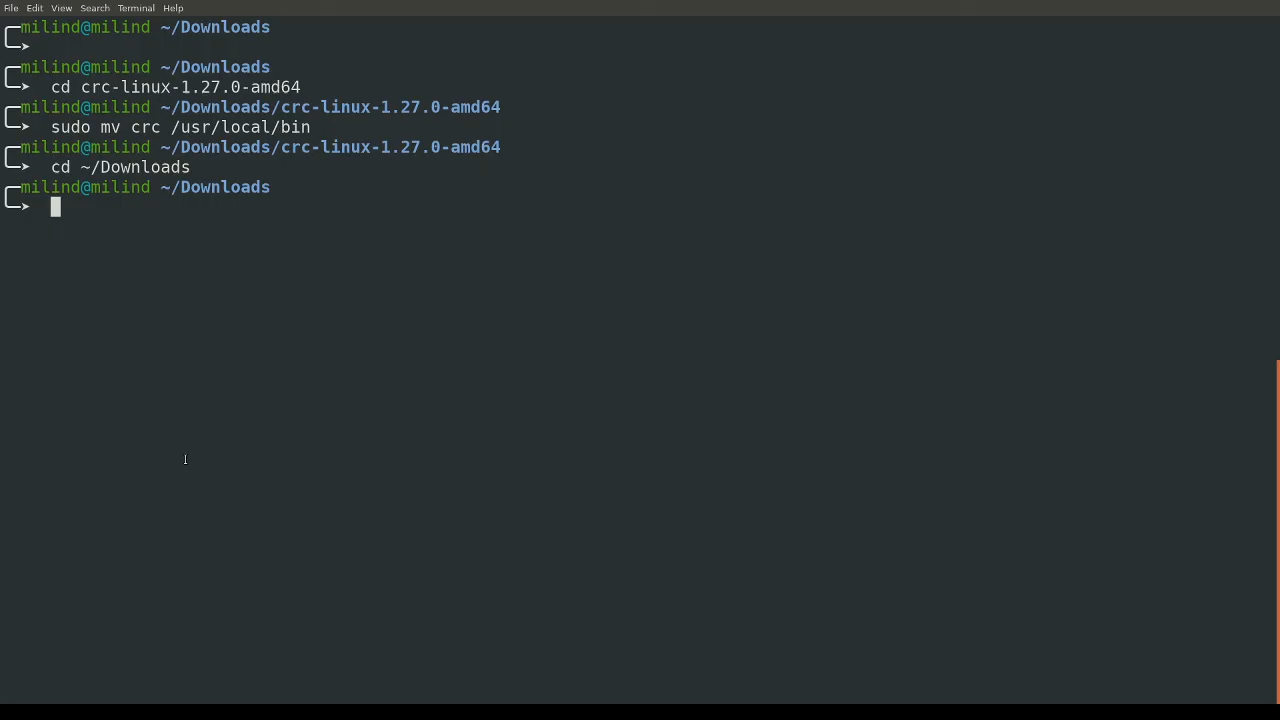 File Edit View Search Terminal Help
milind@milind ~/Downloads
milind@milind ~/Downloads
cd crc-linux-1.27.0-amd64
milind@milind ~/Downloads/crc-linux-1.27.0-amd64
sudo mv crc /usr/local/bin
milind@milind ~/Downloads/crc-linux-1.27.0-amd64
cd ~/Downloads
milind@milind ~/Downloads